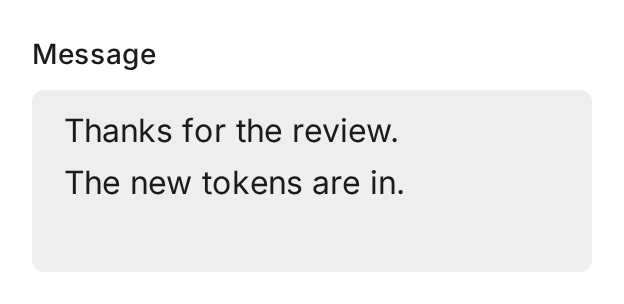 Message
Thanks for the review.
The new tokens are in.